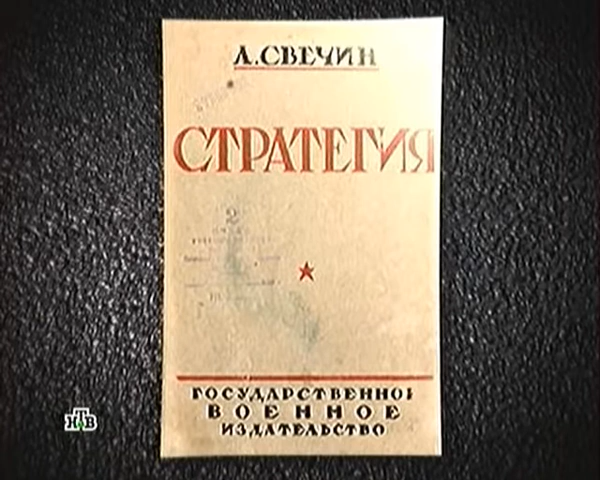 А. СВЕЧИН
СТРАТЕГИЯ
ГОСУДАРСТВЕННОЕ
ВОЕННОЕ
ИЗДАТЕЛЬСТВО
НТВ